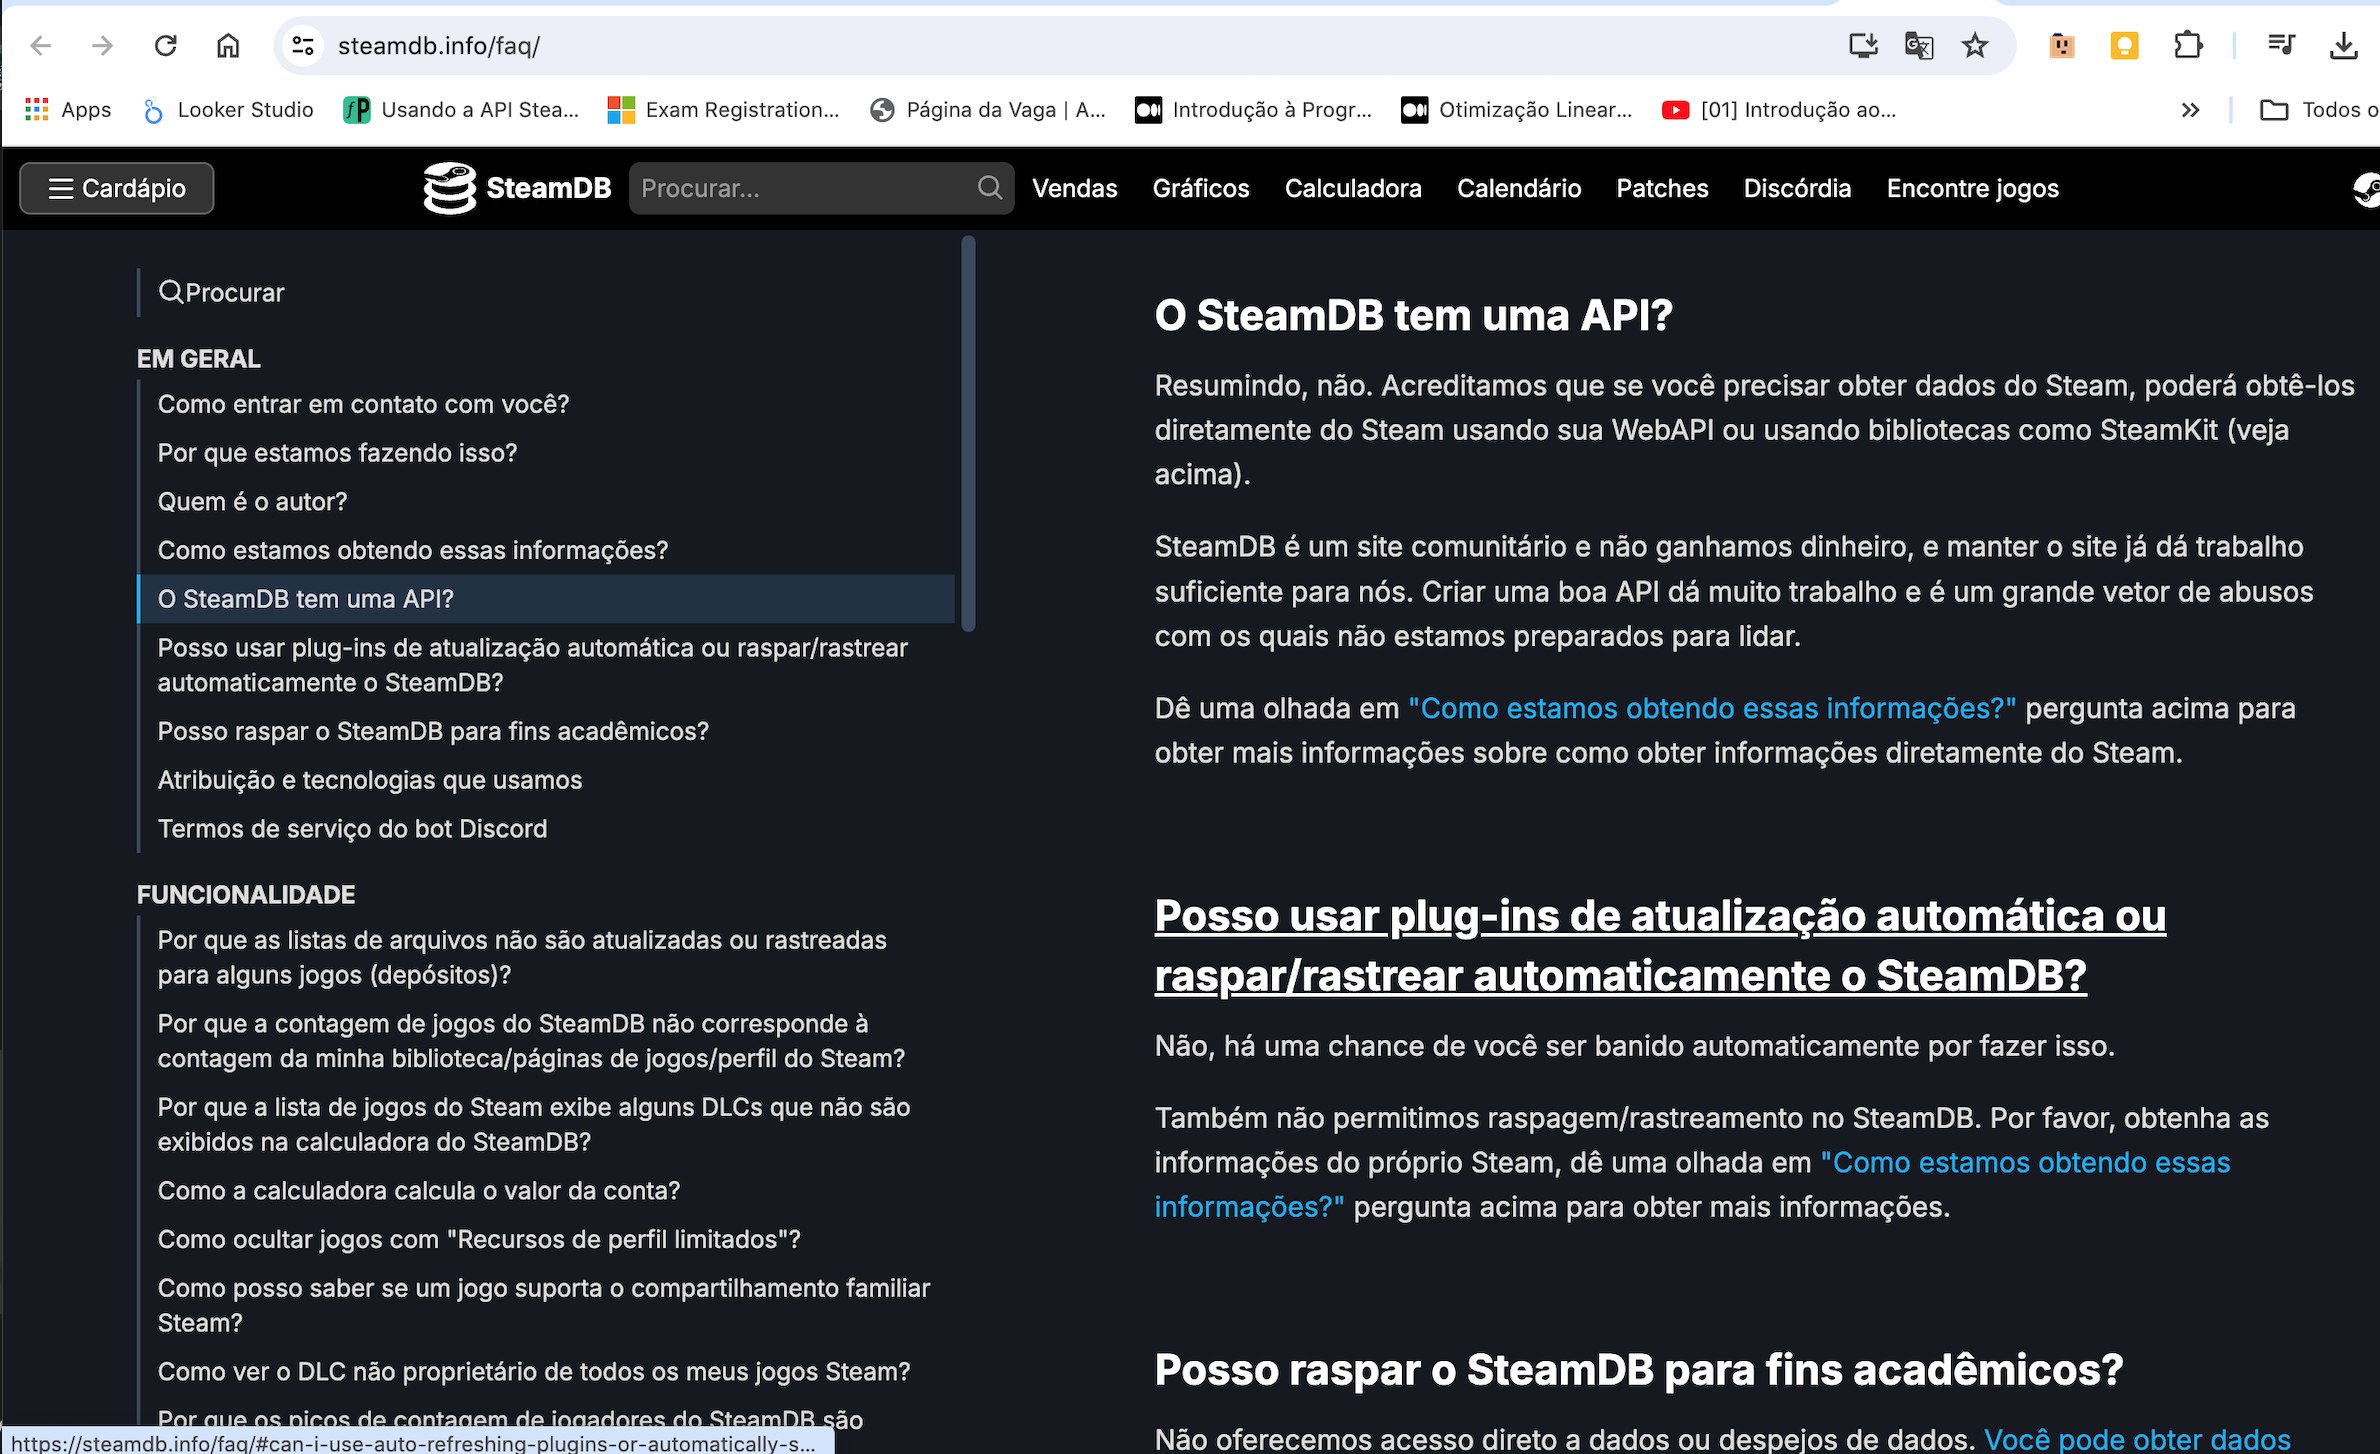 steamdb.info/faq/
Apps
Looker Studio
Usando a API Stea...
Exam Registration...
Página da Vaga | A...
Introdução à Progr...
Otimização Linear...
[01] Introdução ao...
Todos o
Cardápio
SteamDB
Procurar...
Vendas
Gráficos
Calculadora
Calendário
Patches
Discórdia
Encontre jogos
Procurar
EM GERAL
Como entrar em contato com você?
Por que estamos fazendo isso?
Quem é o autor?
Como estamos obtendo essas informações?
O SteamDB tem uma API?
Posso usar plug-ins de atualização automática ou raspar/rastrear
automaticamente o SteamDB?
Posso raspar o SteamDB para fins acadêmicos?
Atribuição e tecnologias que usamos
Termos de serviço do bot Discord
FUNCIONALIDADE
Por que as listas de arquivos não são atualizadas ou rastreadas
para alguns jogos (depósitos)?
Por que a contagem de jogos do SteamDB não corresponde à
contagem da minha biblioteca/páginas de jogos/perfil do Steam?
Por que a lista de jogos do Steam exibe alguns DLCs que não são
exibidos na calculadora do SteamDB?
Como a calculadora calcula o valor da conta?
Como ocultar jogos com "Recursos de perfil limitados"?
Como posso saber se um jogo suporta o compartilhamento familiar
Steam?
Como ver o DLC não proprietário de todos os meus jogos Steam?
Por que os picos de contagem de jogadores do SteamDB são
https://steamdb.info/faq/#can-i-use-auto-refreshing-plugins-or-automatically-s...
O SteamDB tem uma API?
Resumindo, não. Acreditamos que se você precisar obter dados do Steam, poderá obtê-los
diretamente do Steam usando sua WebAPI ou usando bibliotecas como SteamKit (veja
acima).
SteamDB é um site comunitário e não ganhamos dinheiro, e manter o site já dá trabalho
suficiente para nós. Criar uma boa API dá muito trabalho e é um grande vetor de abusos
com os quais não estamos preparados para lidar.
Dê uma olhada em "Como estamos obtendo essas informações?" pergunta acima para
obter mais informações sobre como obter informações diretamente do Steam.
Posso usar plug-ins de atualização automática ou
raspar/rastrear automaticamente o SteamDB?
Não, há uma chance de você ser banido automaticamente por fazer isso.
Também não permitimos raspagem/rastreamento no SteamDB. Por favor, obtenha as
informações do próprio Steam, dê uma olhada em "Como estamos obtendo essas
informações?" pergunta acima para obter mais informações.
Posso raspar o SteamDB para fins acadêmicos?
Não oferecemos acesso direto a dados ou despejos de dados. Você pode obter dados